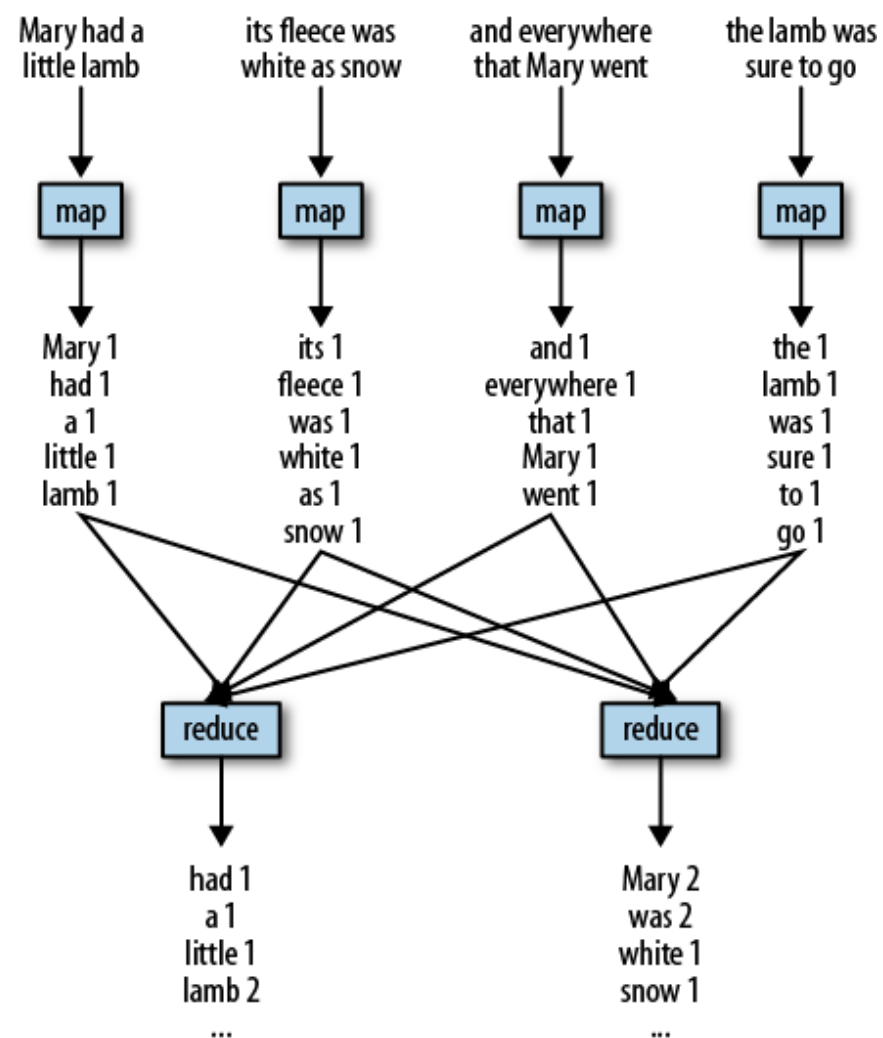 Mary had a
little lamb
its fleece was
white as snow
and everywhere
that Mary went
the lamb was
sure to go
map
map
map
map
Mary 1
had 1
a 1
little 1
lamb 1
its 1
fleece 1
was 1
white 1
as 1
snow 1
and 1
everywhere 1
that 1
Mary 1
went 1
the 1
lamb 1
was 1
sure 1
to 1
go 1
reduce
reduce
had 1
a 1
little 1
lamb 2
...
Mary 2
was 2
white 1
snow 1
...